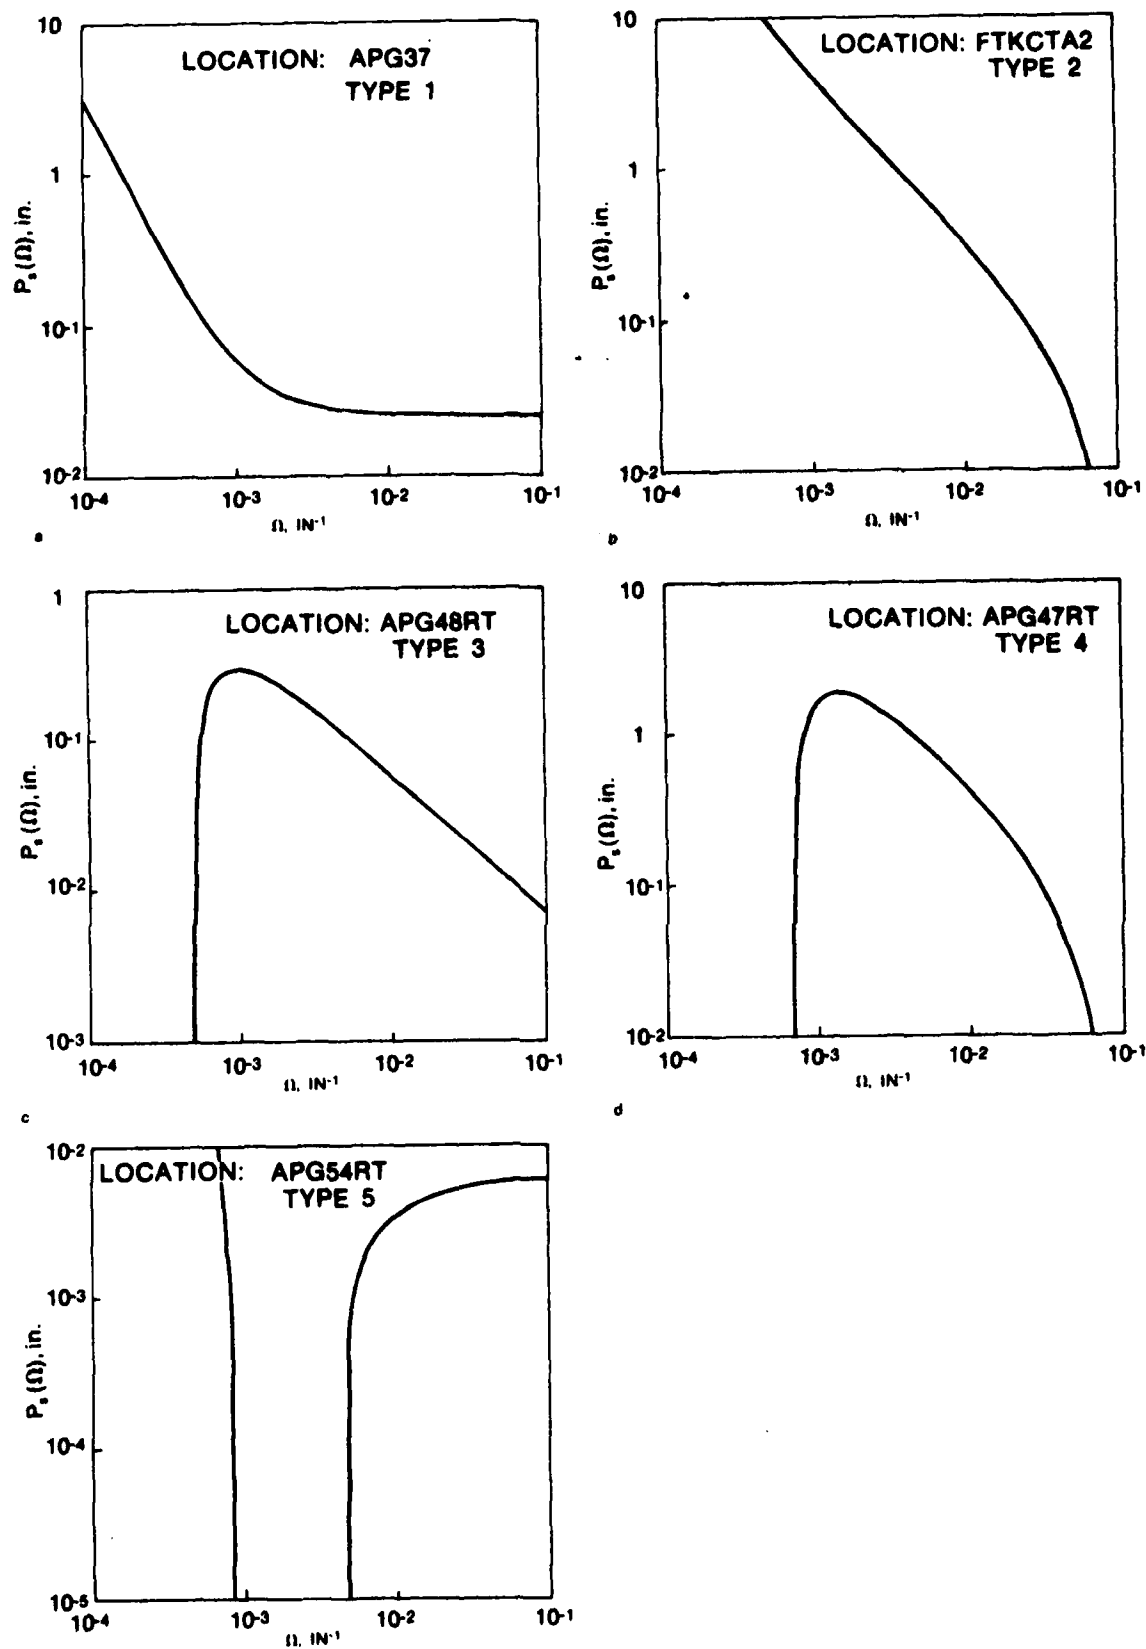 LOCATION: APG37
TYPE 1
10
1
10-1
10-2
Ps(Ω), in.
10-4 10-3 10-2 10-1
Ω, IN-1
a
LOCATION: FTKCTA2
TYPE 2
10
1
10-1
10-2
Ps(Ω), in.
10-4 10-3 10-2 10-1
Ω, IN-1
b
LOCATION: APG48RT
TYPE 3
1
10-1
10-2
10-3
Ps(Ω), in.
10-4 10-3 10-2 10-1
Ω, IN-1
c
LOCATION: APG47RT
TYPE 4
10
1
10-1
10-2
Ps(Ω), in.
10-4 10-3 10-2 10-1
Ω, IN-1
d
LOCATION: APG54RT
TYPE 5
10-2
10-3
10-4
10-5
Ps(Ω), in.
10-4 10-3 10-2 10-1
Ω, IN-1